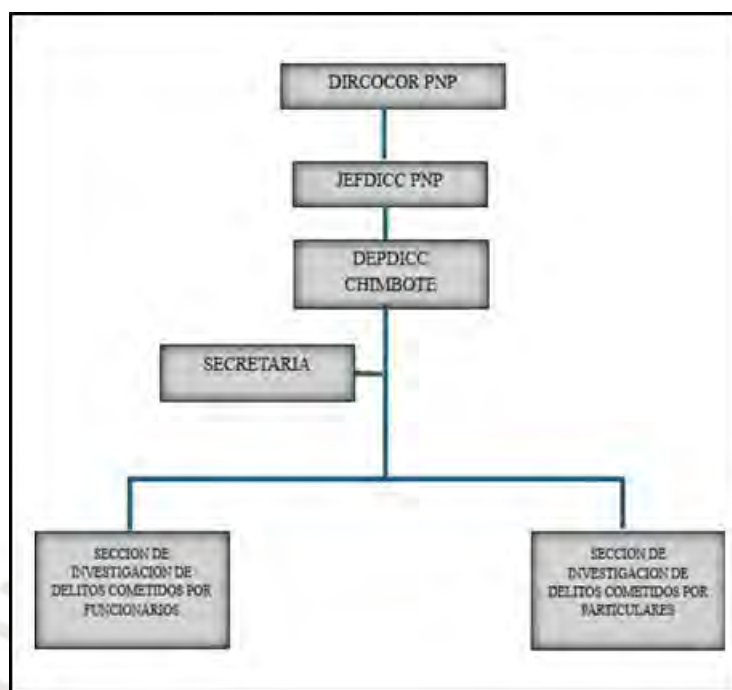 DIRCOCOR PNP
JEFDICC PNP
DEPDICC
CHIMBOTE
SECRETARIA
SECCION DE
INVESTIGACION DE
DELITOS COMETIDOS POR
FUNCIONÁRIOS
SECCION DE
INVESTIGACION DE
DELITOS COMETIDOS POR
PARTICULARES